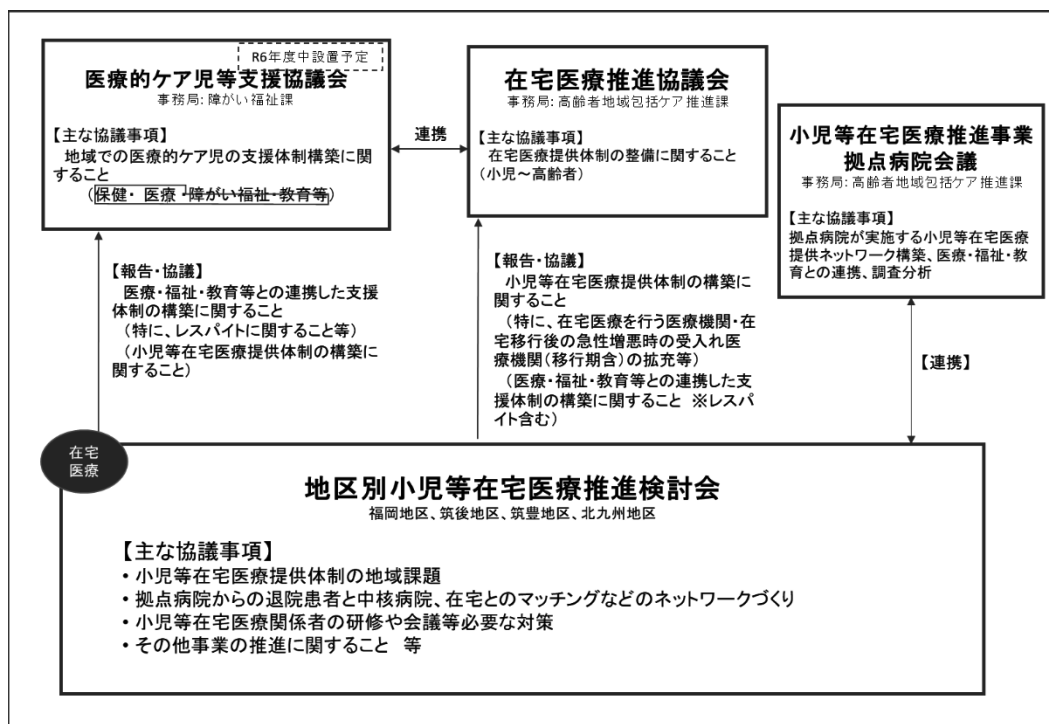 R6年度中設置予定
医療的ケア児等支援協議会
事務局：障がい福祉課
【主な協議事項】
地域での医療的ケア児の支援体制構築に関
すること
（保健・ 医療・障がい福祉・教育等）
連携
在宅医療推進協議会
事務局：高齢者地域包括ケア推進課
【主な協議事項】
在宅医療提供体制の整備に関すること
（小児～高齢者）
小児等在宅医療推進事業
拠点病院会議
事務局：高齢者地域包括ケア推進課
【主な協議事項】
拠点病院が実施する小児等在宅医療
提供ネットワーク構築、医療・福祉・教
育との連携、調査分析
【報告・協議】
医療・福祉・教育等との連携した支援
体制の構築に関すること
（特に、レスパイトに関すること等）
（小児等在宅医療提供体制の構築に
関すること）
【報告・協議】
小児等在宅医療提供体制の構築に
関すること
（特に、在宅医療を行う医療機関・在
宅移行後の急性増悪時の受入れ医
療機関（移行期含）の拡充等）
（医療・福祉・教育等との連携した支
援体制の構築に関すること ※レスパ
イト含む）
【連携】
在宅
医療
地区別小児等在宅医療推進検討会
福岡地区、筑後地区、筑豊地区、北九州地区
【主な協議事項】
・小児等在宅医療提供体制の地域課題
・拠点病院からの退院患者と中核病院、在宅とのマッチングなどのネットワークづくり
・小児等在宅医療関係者の研修や会議等必要な対策
・その他事業の推進に関すること 等